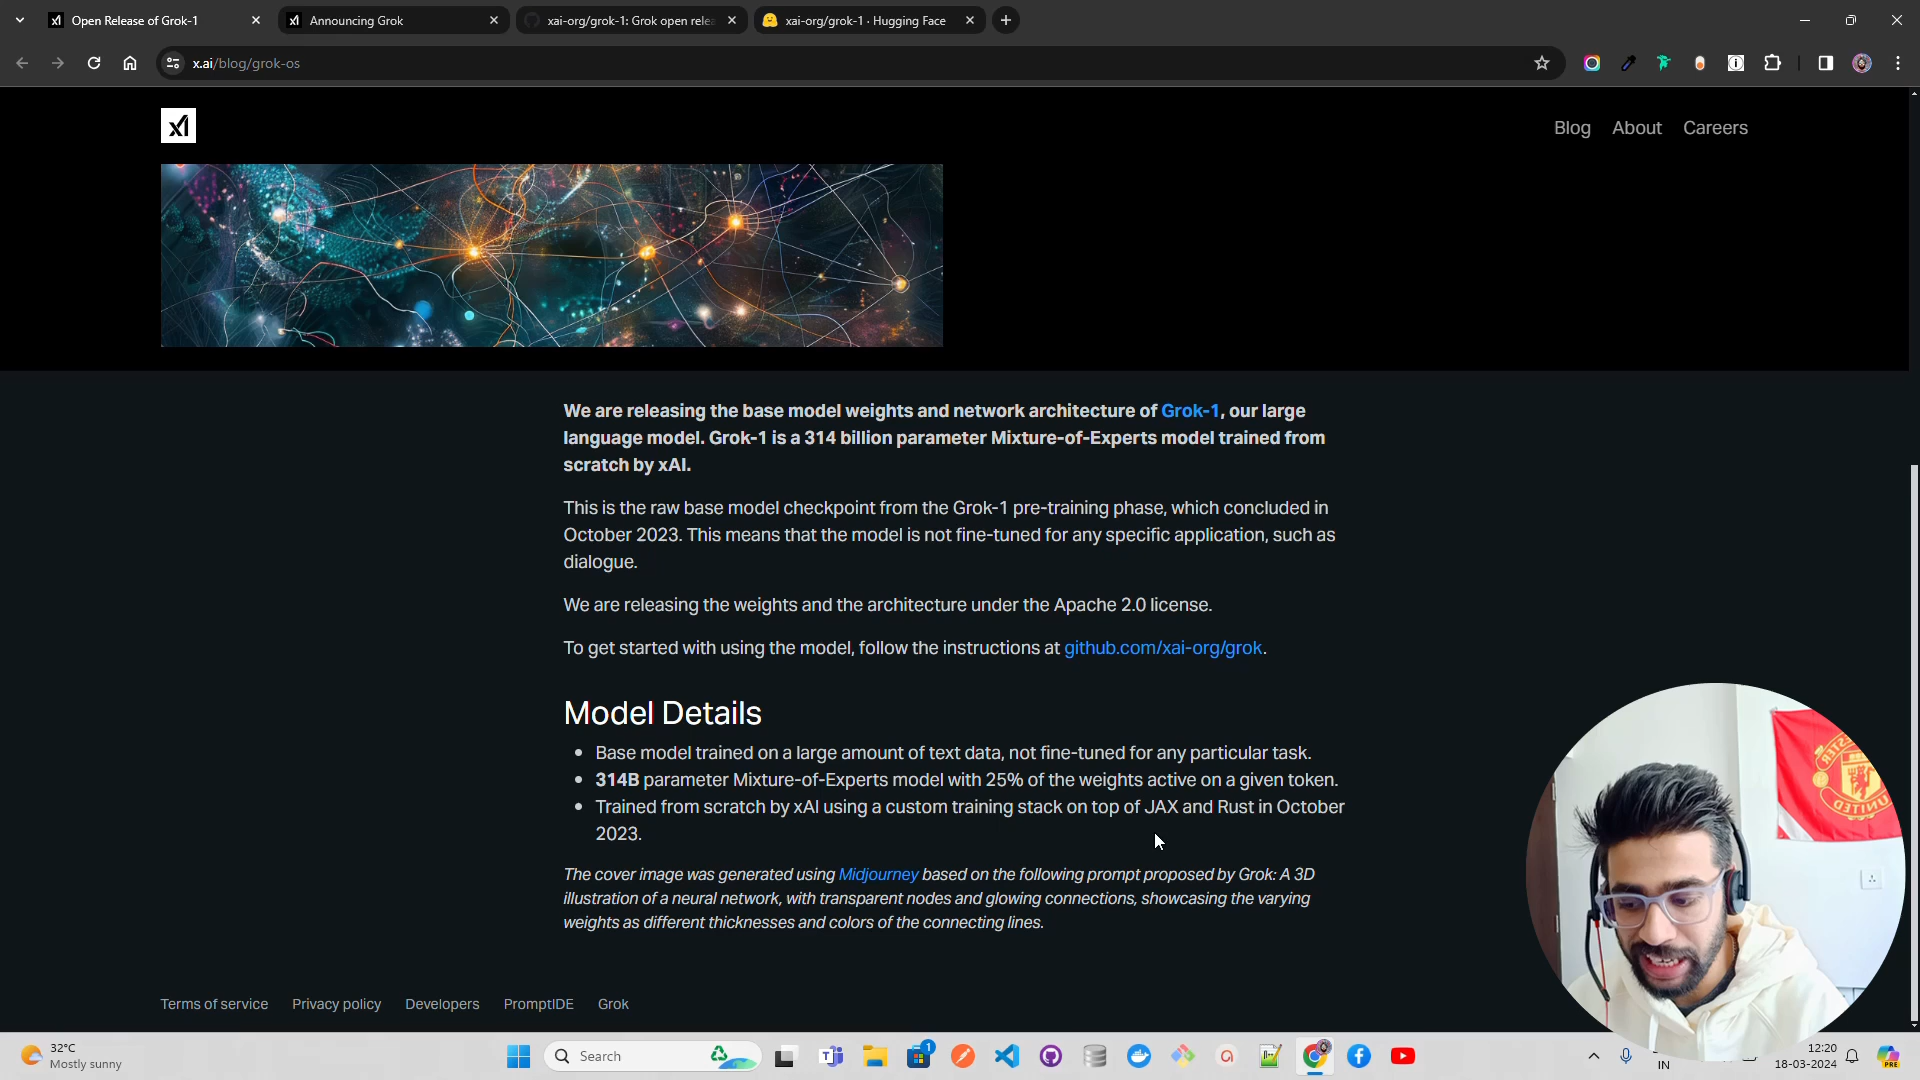 Open Release of Grok-1
Announcing Grok
xai-org/grok-1: Grok open relea
xai-org/grok-1 · Hugging Face
x.ai/blog/grok-os
Blog About Careers
We are releasing the base model weights and network architecture of Grok-1, our large
language model. Grok-1 is a 314 billion parameter Mixture-of-Experts model trained from
scratch by xAI.
This is the raw base model checkpoint from the Grok-1 pre-training phase, which concluded in
October 2023. This means that the model is not fine-tuned for any specific application, such as
dialogue.
We are releasing the weights and the architecture under the Apache 2.0 license.
To get started with using the model, follow the instructions at github.com/xai-org/grok.
Model Details
• Base model trained on a large amount of text data, not fine-tuned for any particular task.
• 314B parameter Mixture-of-Experts model with 25% of the weights active on a given token.
• Trained from scratch by xAI using a custom training stack on top of JAX and Rust in October
2023.
The cover image was generated using Midjourney based on the following prompt proposed by Grok: A 3D
illustration of a neural network, with transparent nodes and glowing connections, showcasing the varying
weights as different thicknesses and colors of the connecting lines.
Terms of service Privacy policy Developers PromptIDE Grok
32°C
Mostly sunny
Search
1
IN
12:20
18-03-2024
PRE